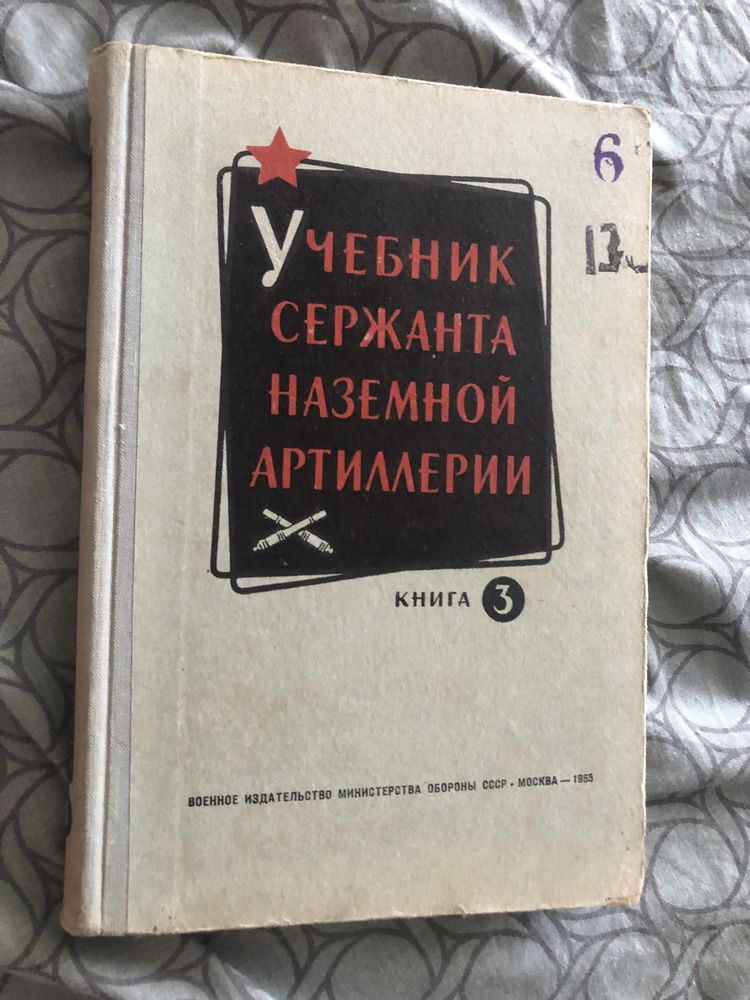 6
УЧЕБНИК
СЕРЖАНТА
НАЗЕМНОЙ
АРТИЛЛЕРИИ
КНИГА 3
ВОЕННОЕ ИЗДАТЕЛЬСТВО МИНИСТЕРСТВА ОБОРОНЫ СССР • МОСКВА — 1965